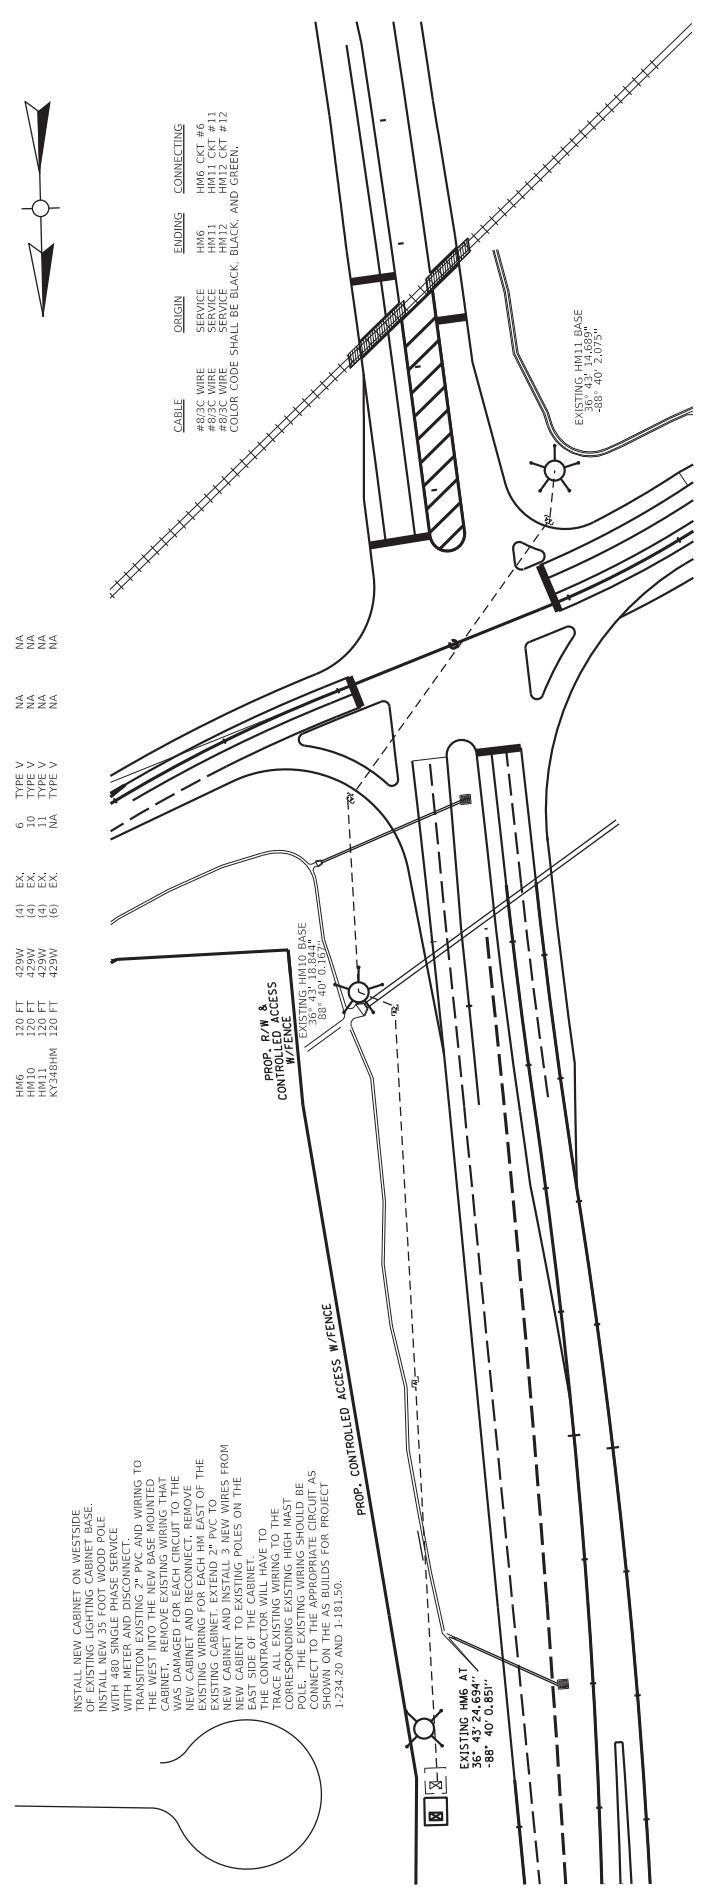 HM6 120 FT 429W (4) EX. 6 TYPE V NA NA
HM10 120 FT 429W (4) EX. 10 TYPE V NA NA
HM11 120 FT 429W (4) EX. 11 TYPE V NA NA
KY348HM 120 FT 429W (6) EX. NA TYPE V NA NA
INSTALL NEW CABINET ON WESTSIDE
OF EXISTING LIGHTING CABINET BASE.
INSTALL NEW 35 FOOT WOOD POLE
WITH 480 SINGLE PHASE SERVICE
WITH METER AND DISCONNECT.
TRANSITION EXISTING 2" PVC AND WIRING TO
THE WEST INTO THE NEW BASE MOUNTED
CABINET. REMOVE EXISTING WIRING THAT
WAS DAMAGED FOR EACH CIRCUIT TO THE
NEW CABINET AND RECONNECT. REMOVE
EXISTING WIRING FOR EACH HM EAST OF THE
EXISTING CABINET. EXTEND 2" PVC TO
NEW CABINET AND INSTALL 3 NEW WIRES FROM
NEW CABIENT TO EXISTING POLES ON THE
EAST SIDE OF THE CABINET.
THE CONTRACTOR WILL HAVE TO
TRACE ALL EXISTING WIRING TO THE
CORRESPONDING EXISTING HIGH MAST
POLE. THE EXISTING WIRING SHOULD BE
CONNECT TO THE APPROPRIATE CIRCUIT AS
SHOWN ON THE AS BUILDS FOR PROJECT
1-234.20 AND 1-181.50.
CABLE ORIGIN ENDING CONNECTING
#8/3C WIRE SERVICE HM6 HM6 CKT #6
#8/3C WIRE SERVICE HM11 HM11 CKT #11
#8/3C WIRE SERVICE HM12 HM12 CKT #12
COLOR CODE SHALL BE BLACK, BLACK, AND GREEN.
PROP. R/W &
CONTROLLED ACCESS
W/FENCE
EXISTING HM10 BASE
36° 43' 18.844"
88° 40' 0.167"
PROP. CONTROLLED ACCESS W/FENCE
EXISTING HM6 AT
36° 43' 24.694"
-88° 40' 0.851"
EXISTING HM11 BASE
36° 43' 14.689"
-88° 40' 2.075"